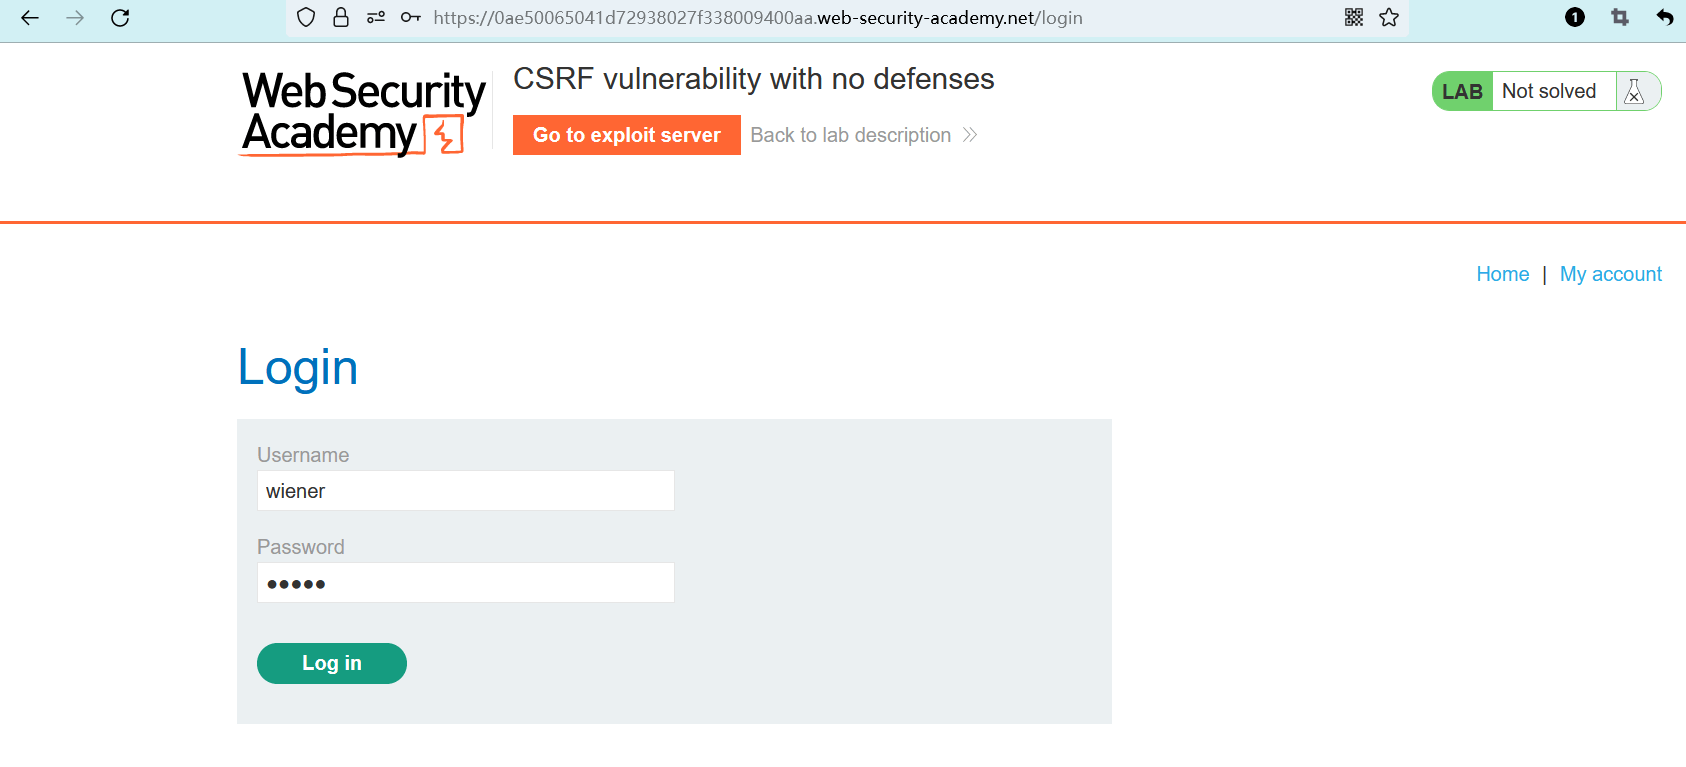 https://0ae50065041d72938027f338009400aa.web-security-academy.net/login
1
Web Security
Academy
CSRF vulnerability with no defenses
Go to exploit server
Back to lab description
LAB
Not solved
Home | My account
Login
Username
wiener
Password
Log in